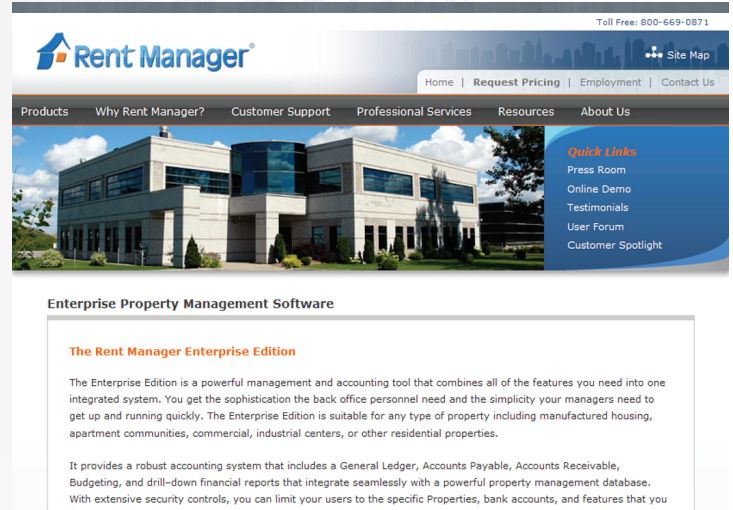 Toll Free: 800-669-0871
Rent Manager®
Site Map
Home | Request Pricing | Employment | Contact Us
Products Why Rent Manager? Customer Support Professional Services Resources About Us
Quick Links
Press Room
Online Demo
Testimonials
User Forum
Customer Spotlight
Enterprise Property Management Software
The Rent Manager Enterprise Edition
The Enterprise Edition is a powerful management and accounting tool that combines all of the features you need into one
integrated system. You get the sophistication the back office personnel need and the simplicity your managers need to
get up and running quickly. The Enterprise Edition is suitable for any type of property including manufactured housing,
apartment communities, commercial, industrial centers, or other residential properties.
It provides a robust accounting system that includes a General Ledger, Accounts Payable, Accounts Receivable,
Budgeting, and drill–down financial reports that integrate seamlessly with a powerful property management database.
With extensive security controls, you can limit your users to the specific Properties, bank accounts, and features that you